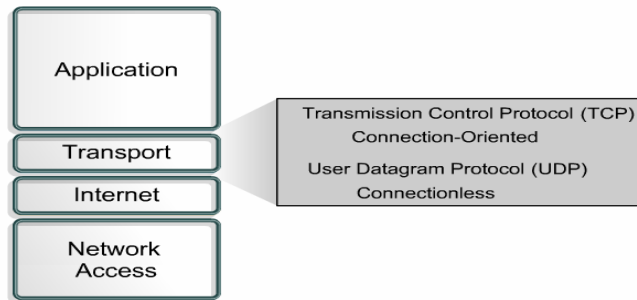 Application
Transport
Internet
Network
Access
Transmission Control Protocol (TCP)
Connection-Oriented
User Datagram Protocol (UDP)
Connectionless